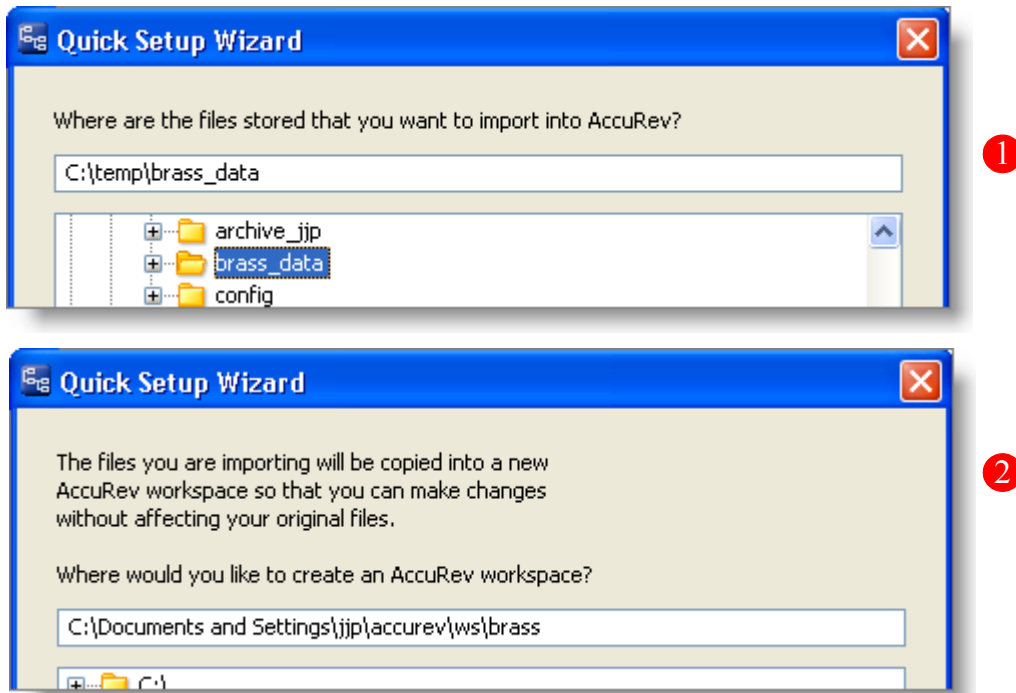 Quick Setup Wizard
Where are the files stored that you want to import into AccuRev?
1
C:\temp\brass_data
archive_jjp
brass_data
config
Quick Setup Wizard
The files you are importing will be copied into a new
2
AccuRev workspace so that you can make changes
without affecting your original files.
Where would you like to create an AccuRev workspace?
C:\Documents and Settings\jjp\accurev\ws\brass
C:\